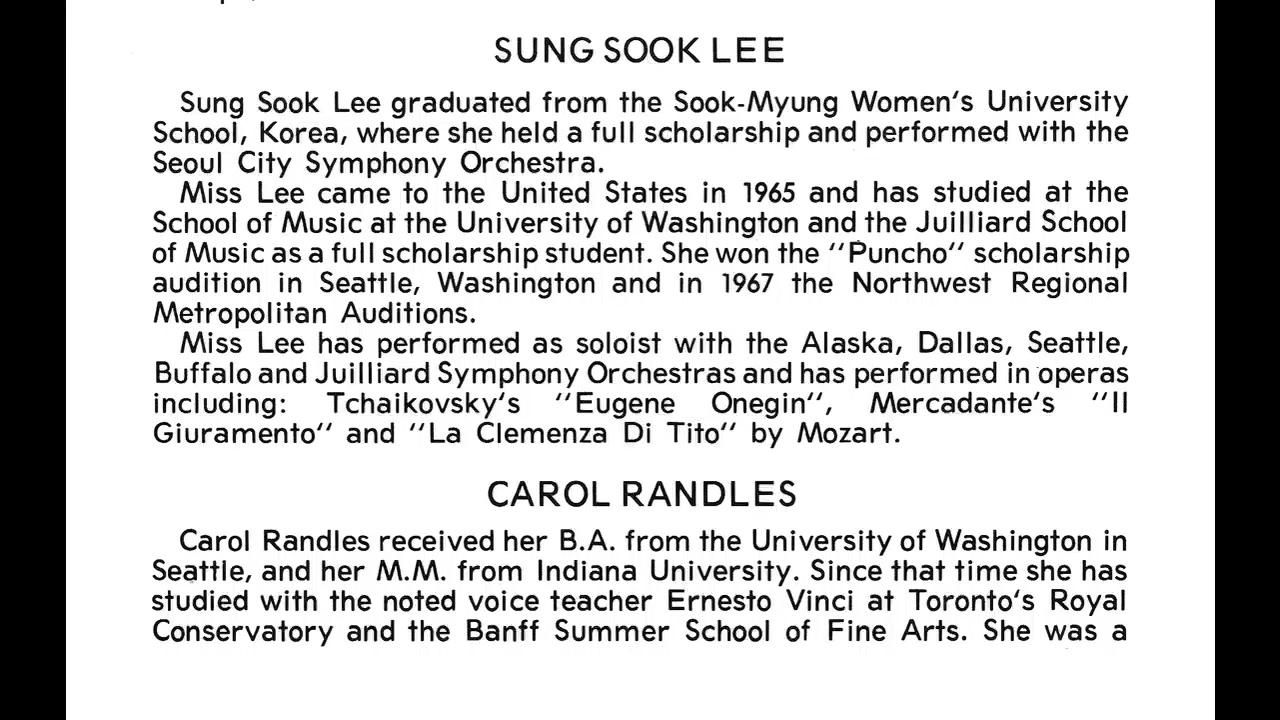 SUNG SOOK LEE
Sung Sook Lee graduated from the Sook-Myung Women's University
School, Korea, where she held a full scholarship and performed with the
Seoul City Symphony Orchestra.
Miss Lee came to the United States in 1965 and has studied at the
School of Music at the University of Washington and the Juilliard School
of Music as a full scholarship student. She won the "Puncho" scholarship
audition in Seattle, Washington and in 1967 the Northwest Regional
Metropolitan Auditions.
Miss Lee has performed as soloist with the Alaska, Dallas, Seattle,
Buffalo and Juilliard Symphony Orchestras and has performed in operas
including: Tchaikovsky's "Eugene Onegin", Mercadante's "Il
Giuramento" and "La Clemenza Di Tito" by Mozart.
CAROL RANDLES
Carol Randles received her B.A. from the University of Washington in
Seattle, and her M.M. from Indiana University. Since that time she has
studied with the noted voice teacher Ernesto Vinci at Toronto's Royal
Conservatory and the Banff Summer School of Fine Arts. She was a